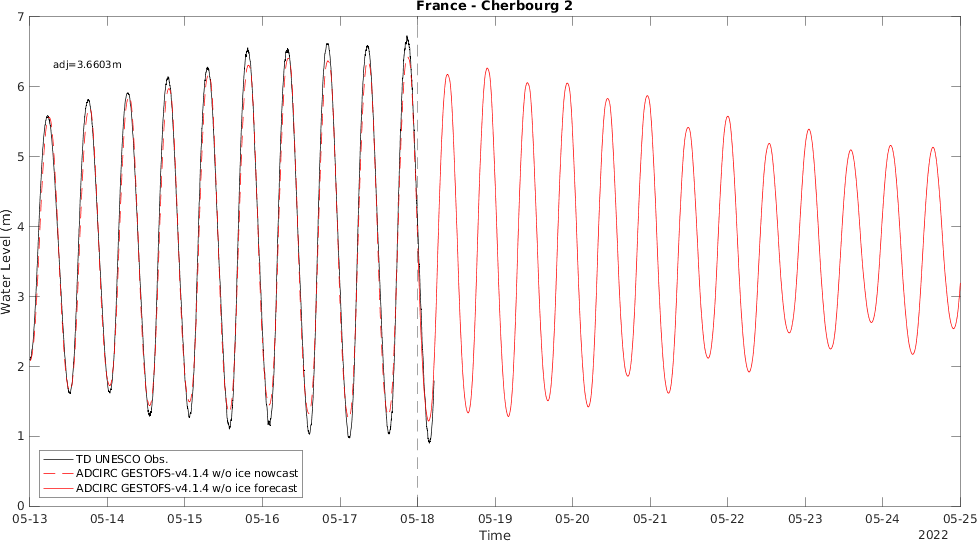 France - Cherbourg 2
7
6
5
4
3
2
1
0
Water Level (m)
adj=3.6603m
TD UNESCO Obs.
ADCIRC GESTOFS-v4.1.4 w/o ice nowcast
ADCIRC GESTOFS-v4.1.4 w/o ice forecast
05-13 05-14 05-15 05-16 05-17 05-18 05-19 05-20 05-21 05-22 05-23 05-24 05-25
Time
2022